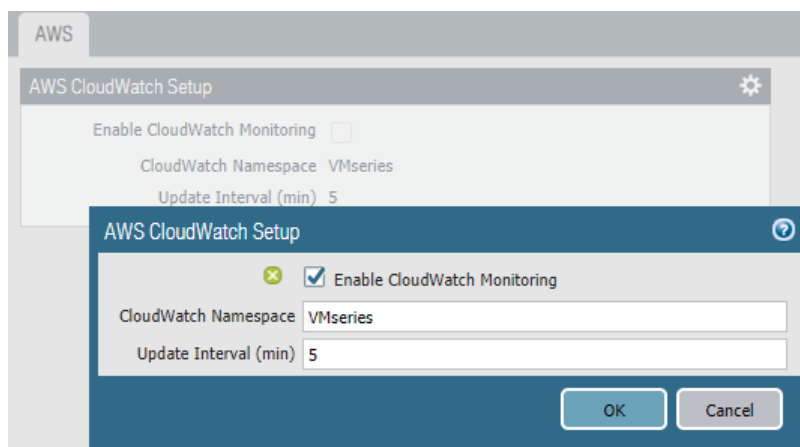 AWS
AWS CloudWatch Setup
Enable CloudWatch Monitoring
CloudWatch Namespace VMseries
Update Interval (min) 5
AWS CloudWatch Setup
Enable CloudWatch Monitoring
CloudWatch Namespace VMseries
Update Interval (min) 5
OK Cancel